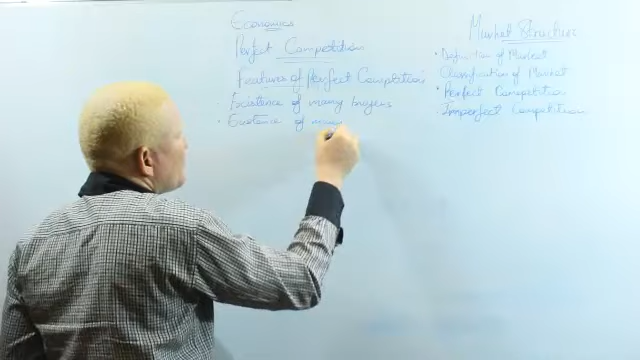 Economics
Perfect Competition
Features of Perfect Competition
Existence of many buyers
Existence of many
Market Structure
Definition of Market
Classification of Market
Perfect Competition
Imperfect Competition